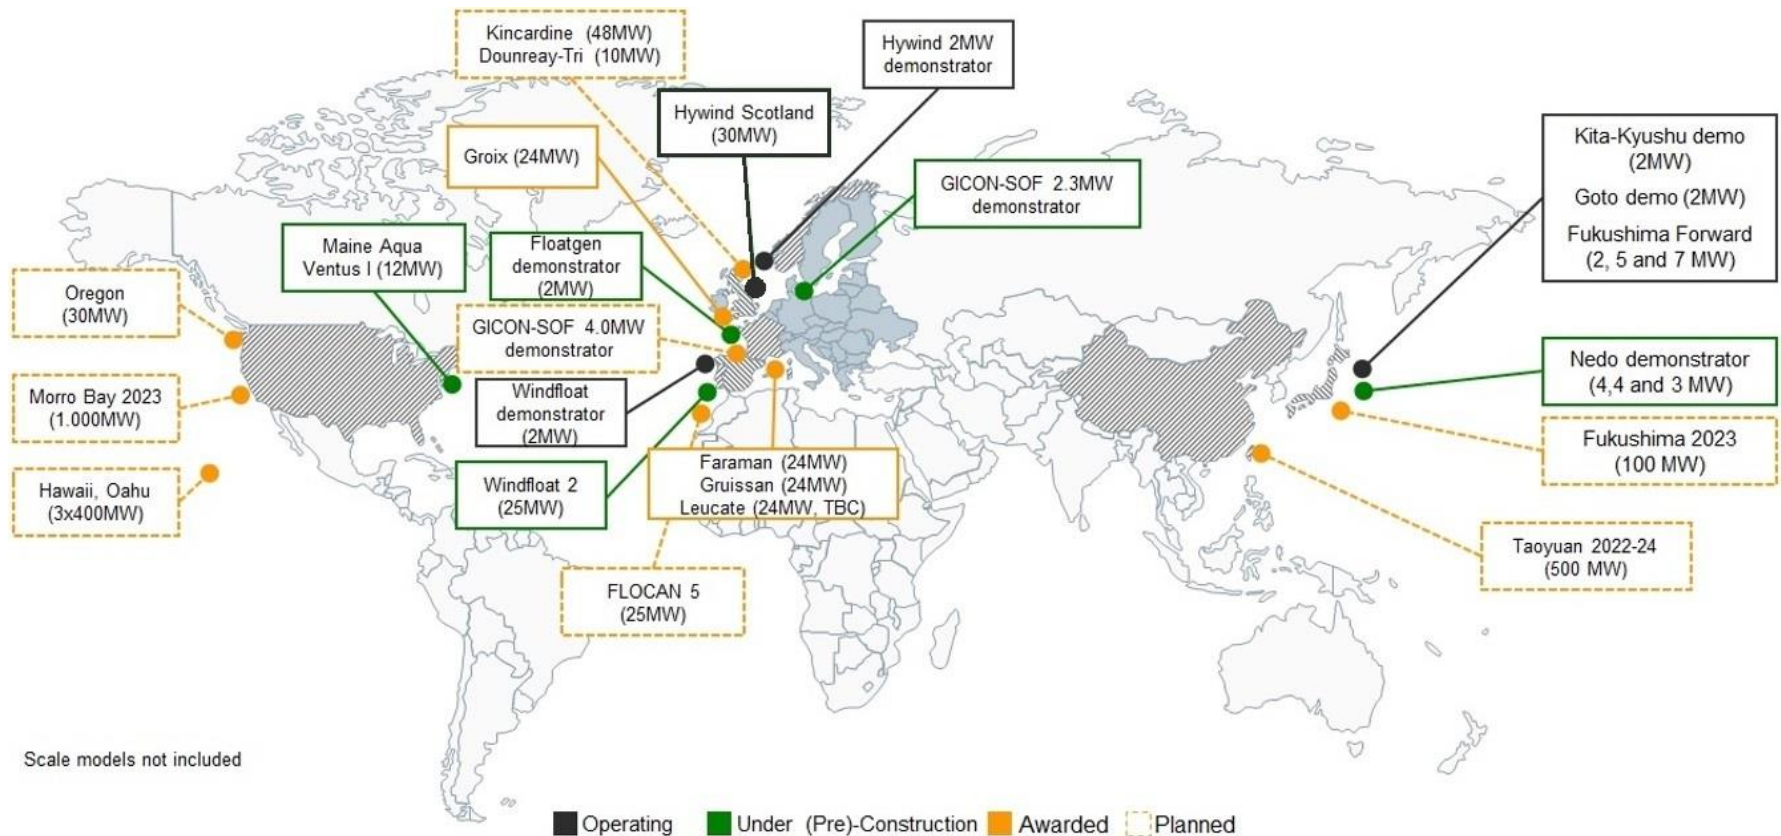 Kincardine (48MW)
Dounreay-Tri (10MW)
Hywind 2MW
demonstrator
Hywind Scotland
(30MW)
Groix (24MW)
GICON-SOF 2.3MW
demonstrator
Kita-Kyushu demo
(2MW)
Goto demo (2MW)
Fukushima Forward
(2, 5 and 7 MW)
Maine Aqua
Ventus I (12MW)
Floatgen
demonstrator
(2MW)
Oregon
(30MW)
GICON-SOF 4.0MW
demonstrator
Nedo demonstrator
(4,4 and 3 MW)
Morro Bay 2023
(1.000MW)
Windfloat
demonstrator
(2MW)
Fukushima 2023
(100 MW)
Hawaii, Oahu
(3x400MW)
Windfloat 2
(25MW)
Faraman (24MW)
Gruissan (24MW)
Leucate (24MW, TBC)
Taoyuan 2022-24
(500 MW)
FLOCAN 5
(25MW)
Scale models not included
Operating
Under (Pre)-Construction
Awarded
Planned